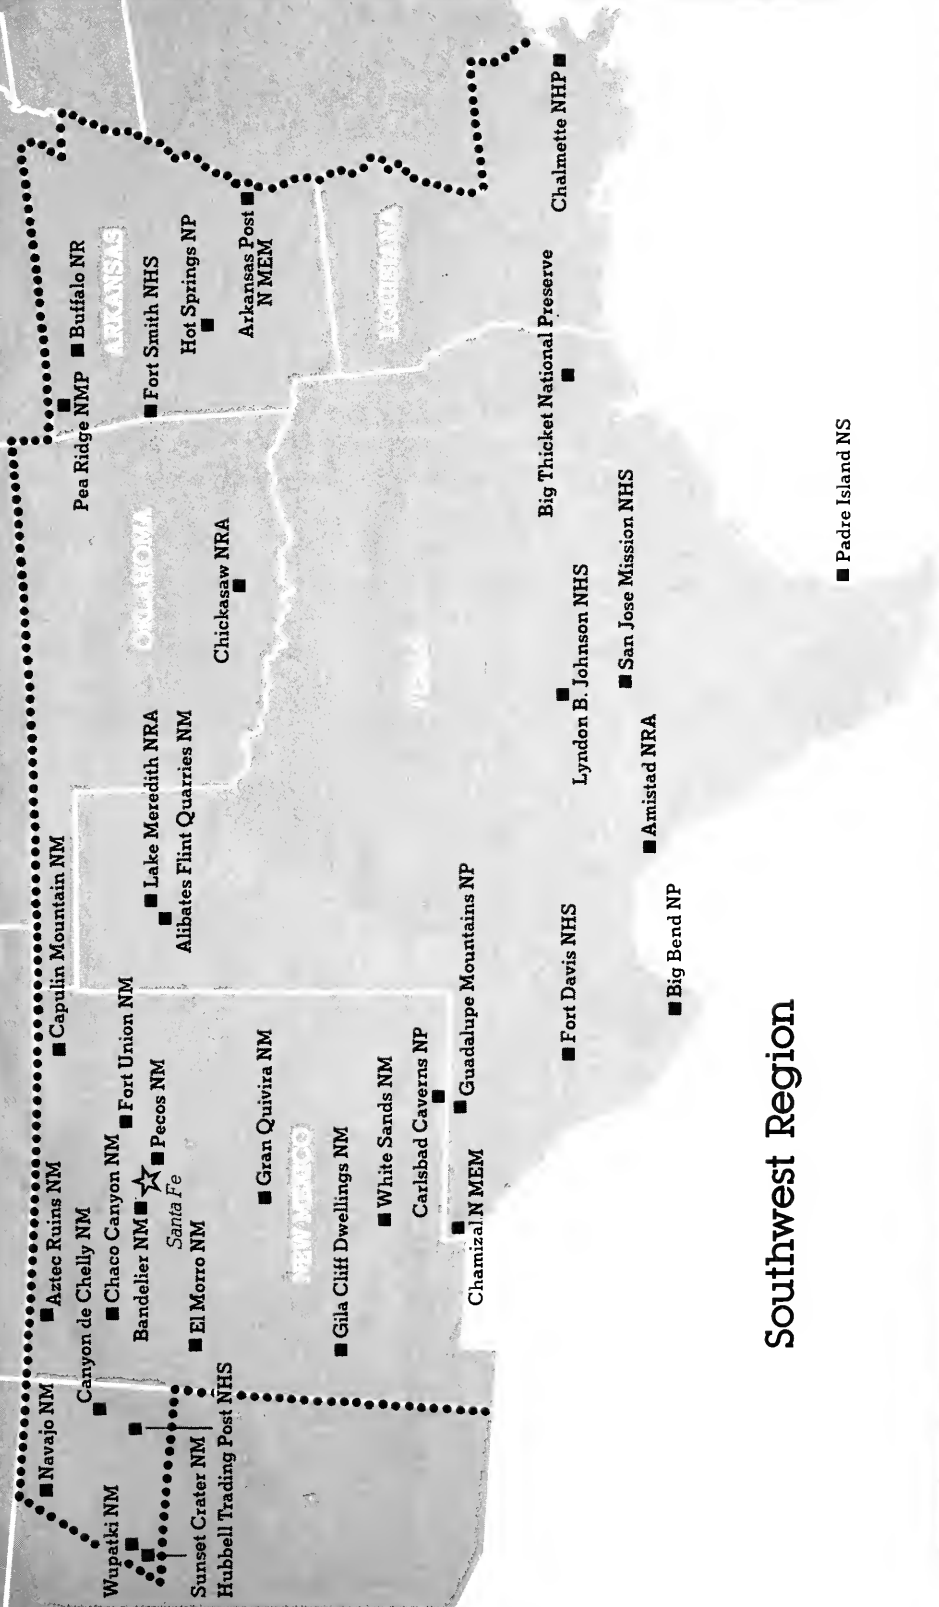 Wupatki NM
Sunset Crater NM
Hubbell Trading Post NHS
Navajo NM
Canyon de Chelly NM
Aztec Ruins NM
Chaco Canyon NM
Bandelier NM
Santa Fe
El Morro NM
Pecos NM
Fort Union NM
Capulin Mountain NM
Gran Quivira NM
NEW MEXICO
Gila Cliff Dwellings NM
White Sands NM
Carlsbad Caverns NP
Guadalupe Mountains NP
Chamizal N MEM
Lake Meredith NRA
Alibates Flint Quarries NM
OKLAHOMA
Chickasaw NRA
TEXAS
Fort Davis NHS
Big Bend NP
Amistad NRA
Lyndon B. Johnson NHS
San Jose Mission NHS
Big Thicket National Preserve
Padre Island NS
Pea Ridge NMP
Buffalo NR
ARKANSAS
Fort Smith NHS
Hot Springs NP
Arkansas Post
N MEM
LOUISIANA
Chalmette NHP
Southwest Region